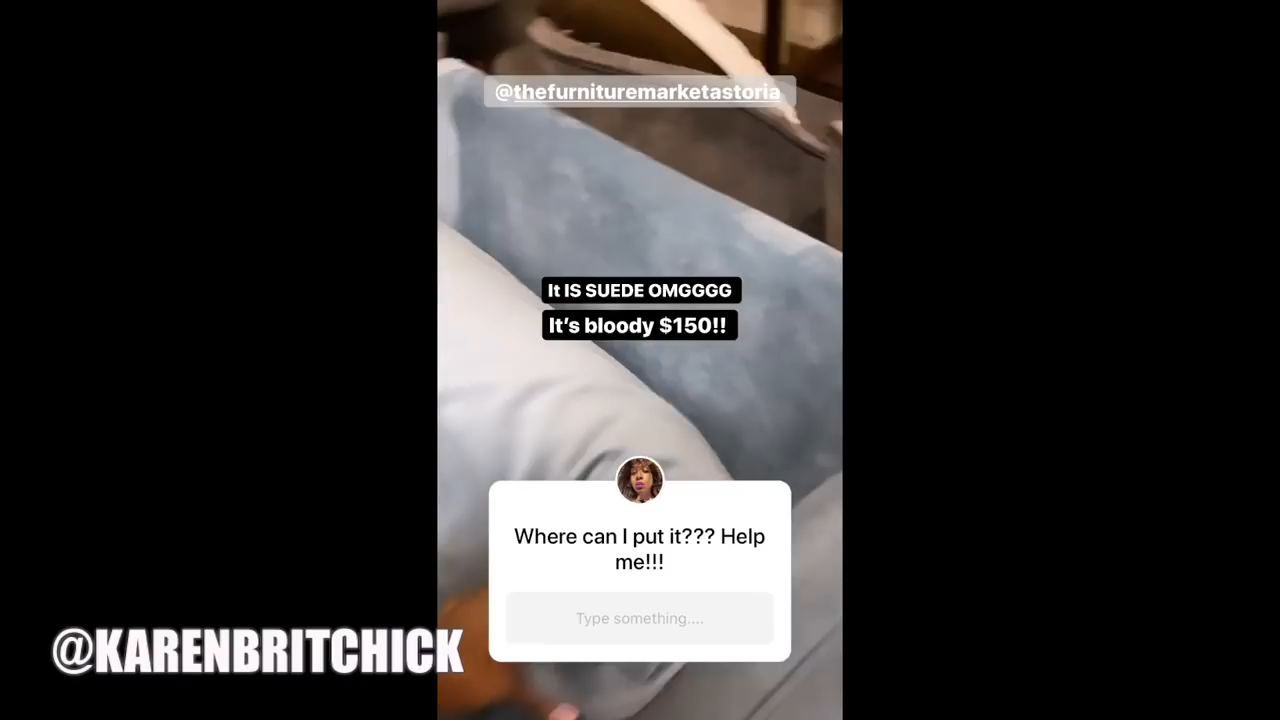 @thefurnituremarketastoria
It IS SUEDE OMGGGG
It's bloody $150!!
Where can I put it??? Help
me!!!
Type something....
@KARENBRITCHICK